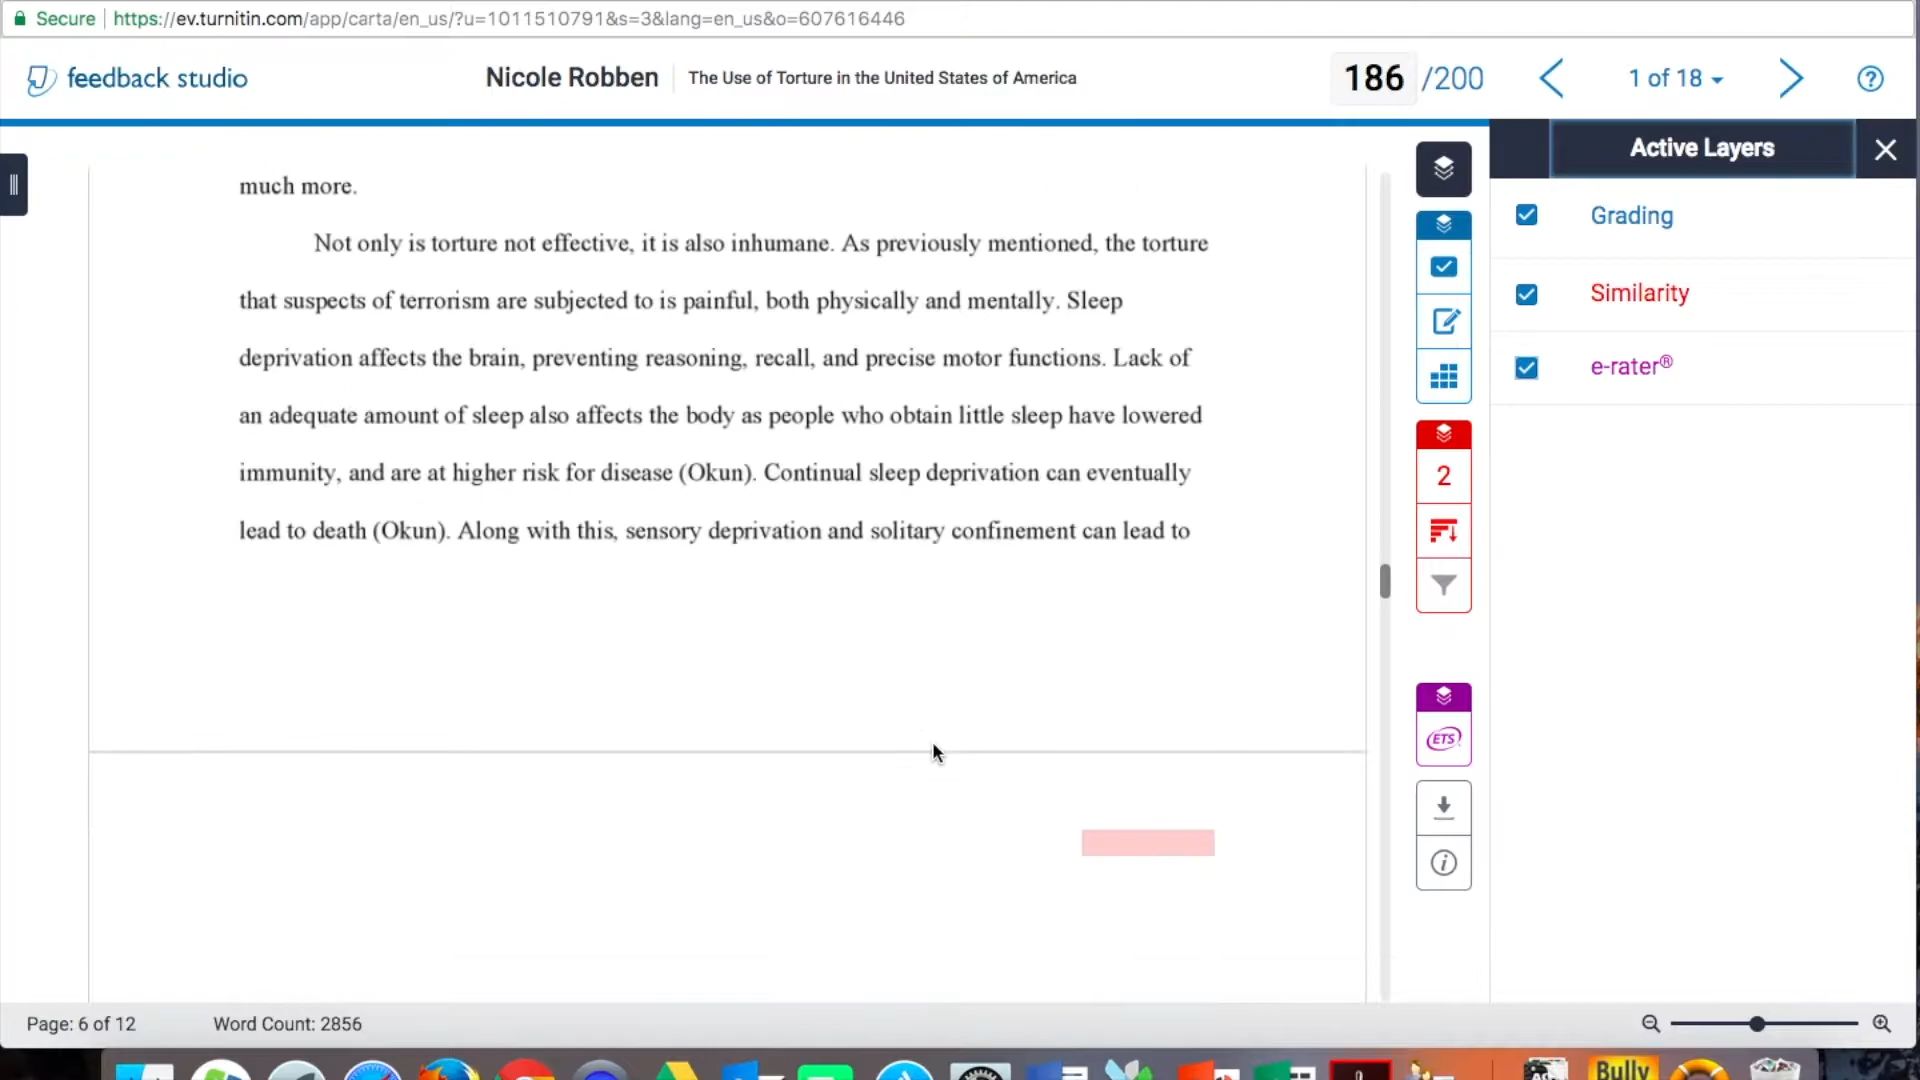 Secure https://ev.turnitin.com/app/carta/en_us/?u=1011510791&s=3&lang=en_us&o=607616446
feedback studio
Nicole Robben
The Use of Torture in the United States of America
186 /200
1 of 18
?
Active Layers
Grading
Similarity
e-rater®
2
ETS
i
much more.
Not only is torture not effective, it is also inhumane. As previously mentioned, the torture
that suspects of terrorism are subjected to is painful, both physically and mentally. Sleep
deprivation affects the brain, preventing reasoning, recall, and precise motor functions. Lack of
an adequate amount of sleep also affects the body as people who obtain little sleep have lowered
immunity, and are at higher risk for disease (Okun). Continual sleep deprivation can eventually
lead to death (Okun). Along with this, sensory deprivation and solitary confinement can lead to
Page: 6 of 12
Word Count: 2856
Bully